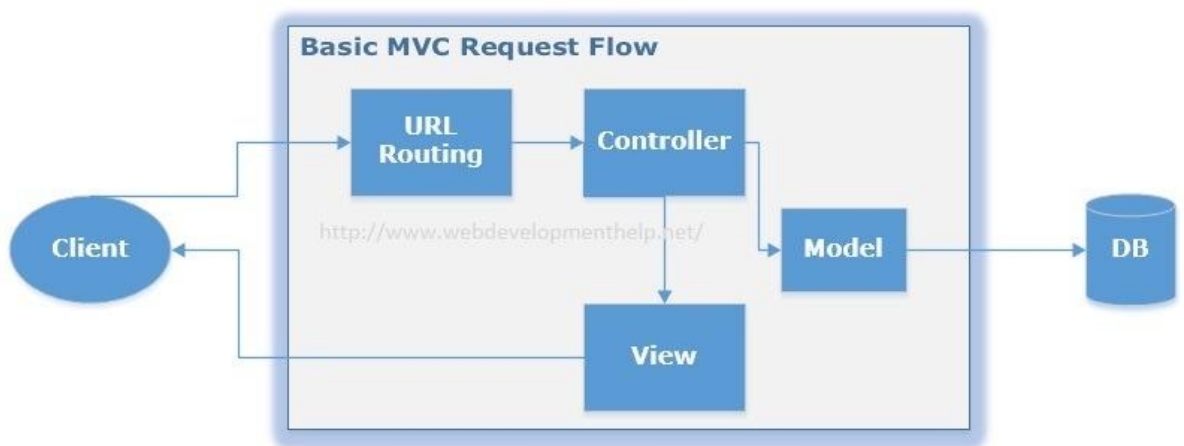 Basic MVC Request Flow
URL
Routing
Controller
http://www.webdevelopmenthelp.net/
Client
Model
DB
View